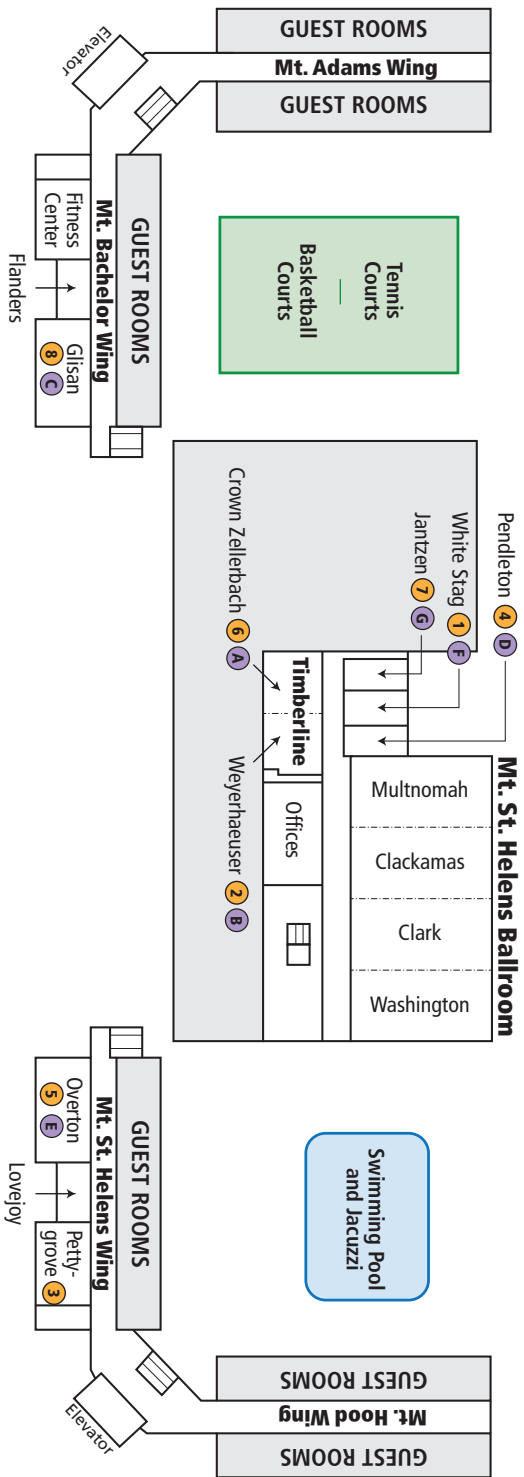 GUEST ROOMS
Mt. Adams Wing
GUEST ROOMS
Elevator
GUEST ROOMS
Mt. Bachelor Wing
Fitness
Center
Flanders
Glisan
8 C
Tennis
Courts
Basketball
Courts
Pendleton 4 D
White Stag 1 F
Jantzen 7 G
Crown Zellerbach 6 A
Timberline
Weyerhaeuser 2 B
Offices
Mt. St. Helens Ballroom
Multnomah
Clackamas
Clark
Washington
Swimming Pool
and Jacuzzi
GUEST ROOMS
Mt. St. Helens Wing
Overton
5 E
Lovejoy
Petty-
grove 3
Elevator
GUEST ROOMS
Mt. Hood Wing
GUEST ROOMS